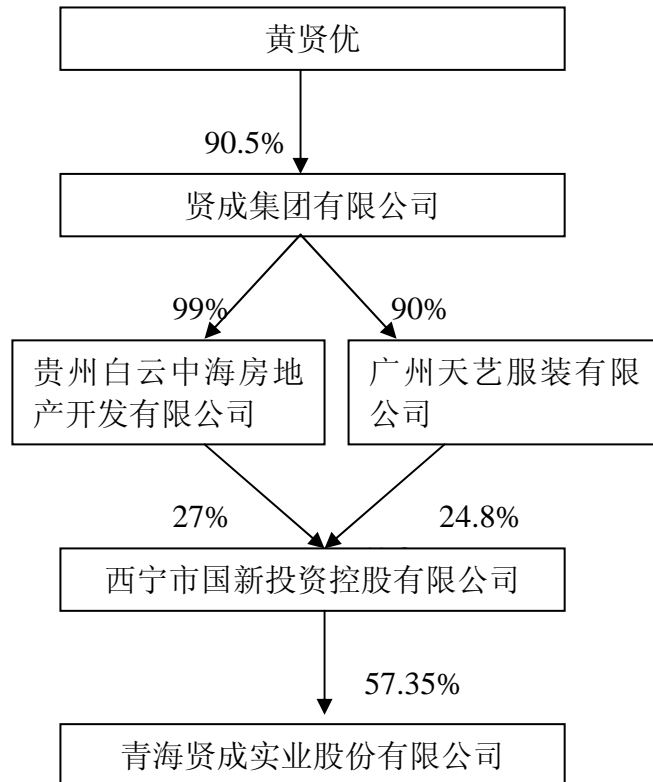 黄贤优
90.5%
贤成集团有限公司
99%
90%
贵州白云中海房地
产开发有限公司
广州天艺服装有限
公司
27%
24.8%
西宁市国新投资控股有限公司
57.35%
青海贤成实业股份有限公司